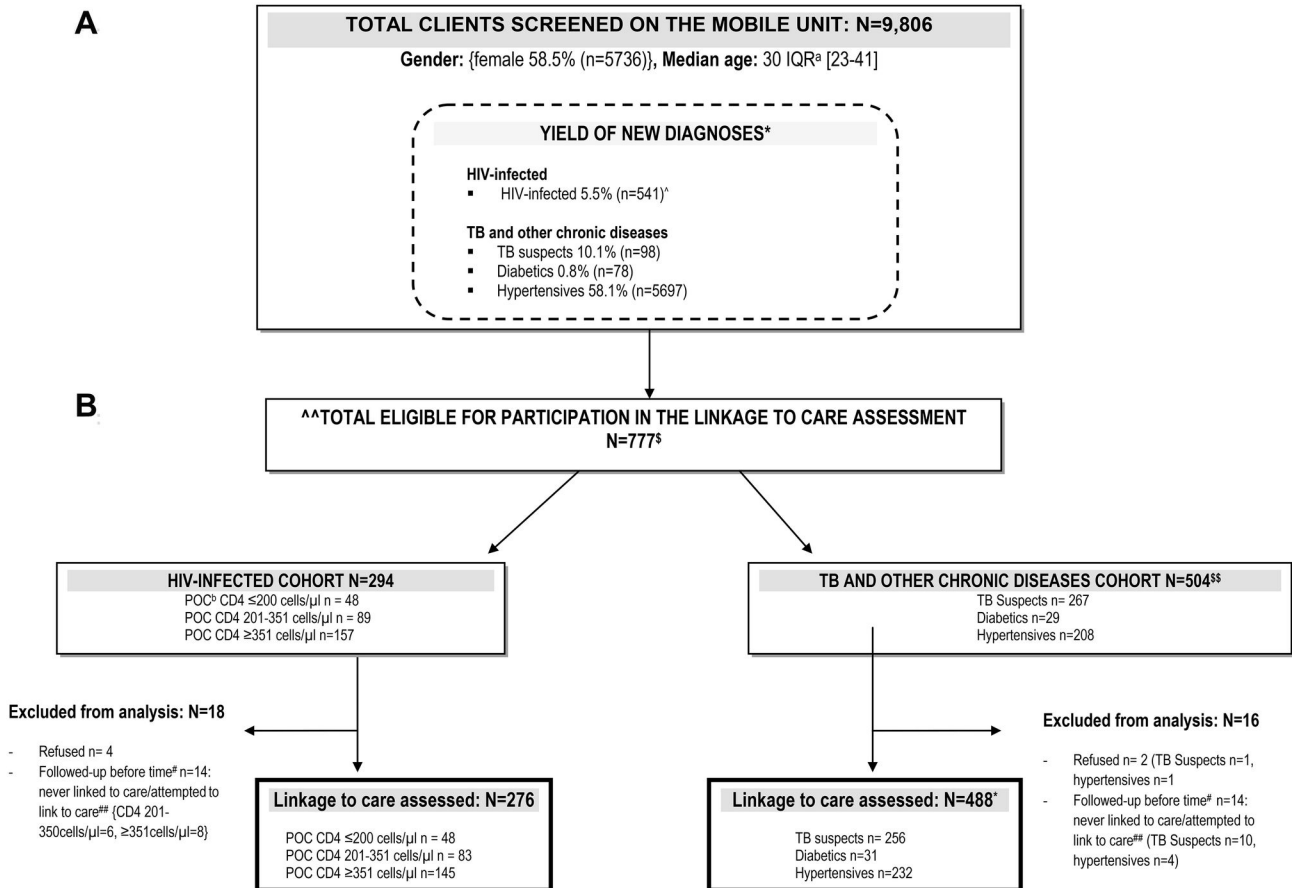 A
TOTAL CLIENTS SCREENED ON THE MOBILE UNIT: N=9,806
Gender: {female 58.5% (n=5736)}, Median age: 30 IQRᵃ [23-41]
YIELD OF NEW DIAGNOSES*
HIV-infected
▪ HIV-infected 5.5% (n=541)^
TB and other chronic diseases
▪ TB suspects 10.1% (n=98)
▪ Diabetics 0.8% (n=78)
▪ Hypertensives 58.1% (n=5697)
B
^^TOTAL ELIGIBLE FOR PARTICIPATION IN THE LINKAGE TO CARE ASSESSMENT
N=777$
HIV-INFECTED COHORT N=294
POCᵇ CD4 ≤200 cells/µl n = 48
POC CD4 201-351 cells/µl n = 89
POC CD4 ≥351 cells/µl n=157
TB AND OTHER CHRONIC DISEASES COHORT N=504$$
TB Suspects n= 267
Diabetics n=29
Hypertensives n=208
Excluded from analysis: N=18
- Refused n= 4
- Followed-up before time# n=14:
never linked to care/attempted to
link to care## {CD4 201-
350cells/µl=6, ≥351cells/µl=8}
Linkage to care assessed: N=276
POC CD4 ≤200 cells/µl n = 48
POC CD4 201-351 cells/µl n = 83
POC CD4 ≥351 cells/µl n=145
Linkage to care assessed: N=488*
TB suspects n= 256
Diabetics n=31
Hypertensives n=232
Excluded from analysis: N=16
- Refused n= 2 (TB Suspects n=1,
hypertensives n=1
- Followed-up before time# n=14:
never linked to care/attempted to
link to care## (TB Suspects n=10,
hypertensives n=4)